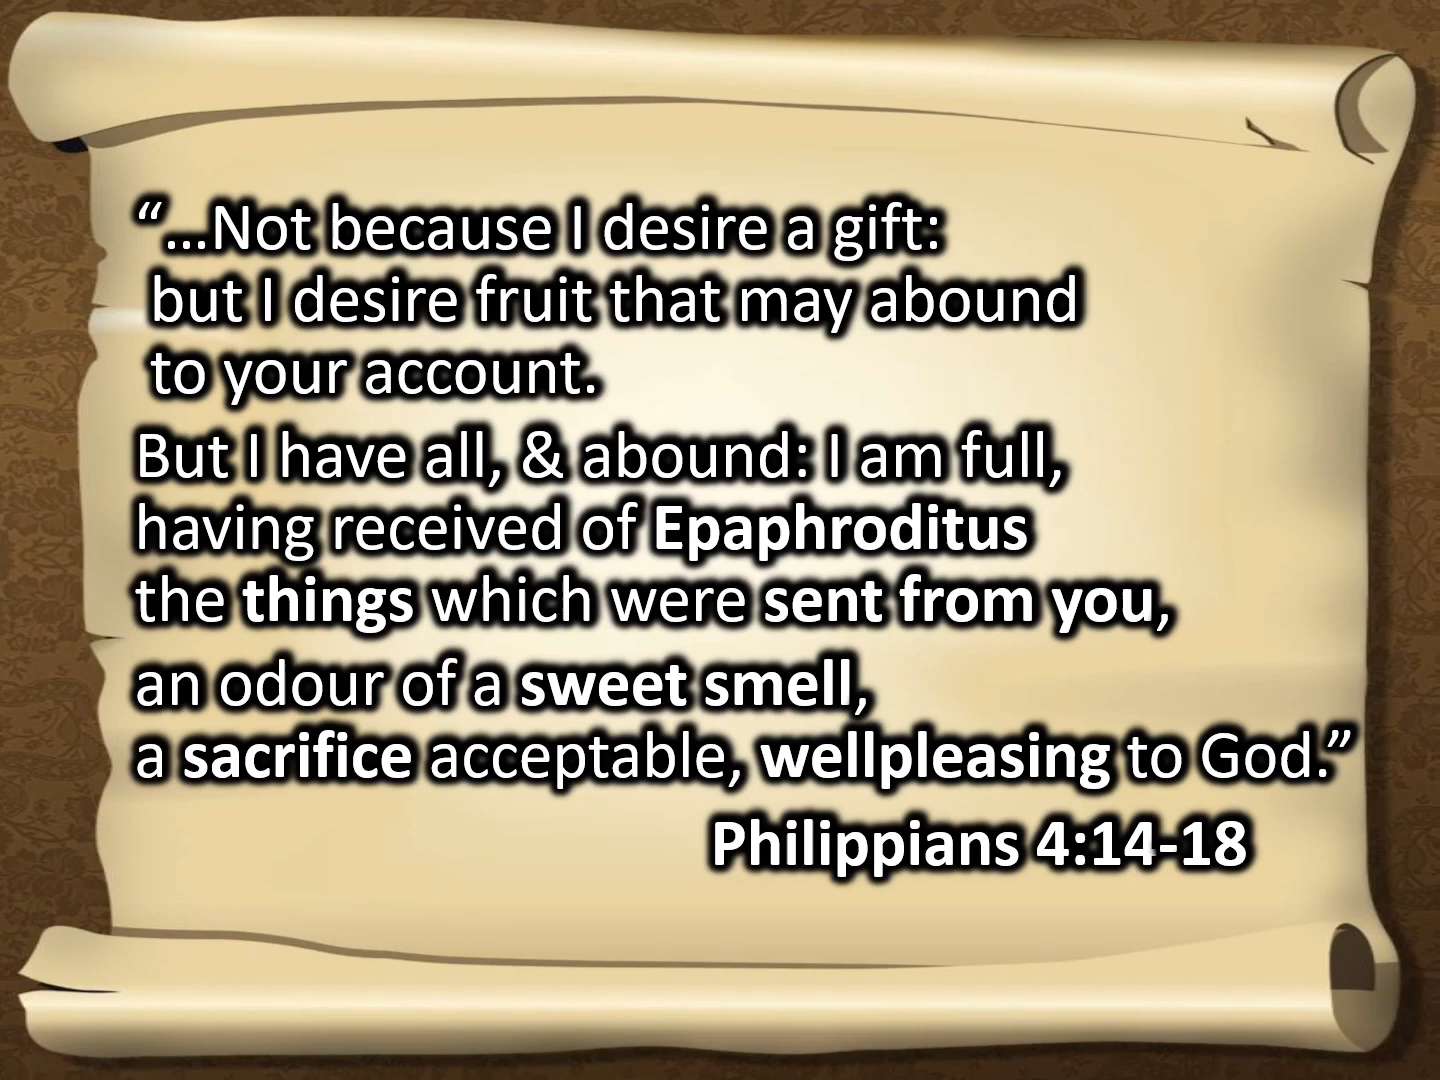 “…Not because I desire a gift:
but I desire fruit that may abound
to your account.
But I have all, & abound: I am full,
having received of Epaphroditus
the things which were sent from you,
an odour of a sweet smell,
a sacrifice acceptable, wellpleasing to God.”
Philippians 4:14-18